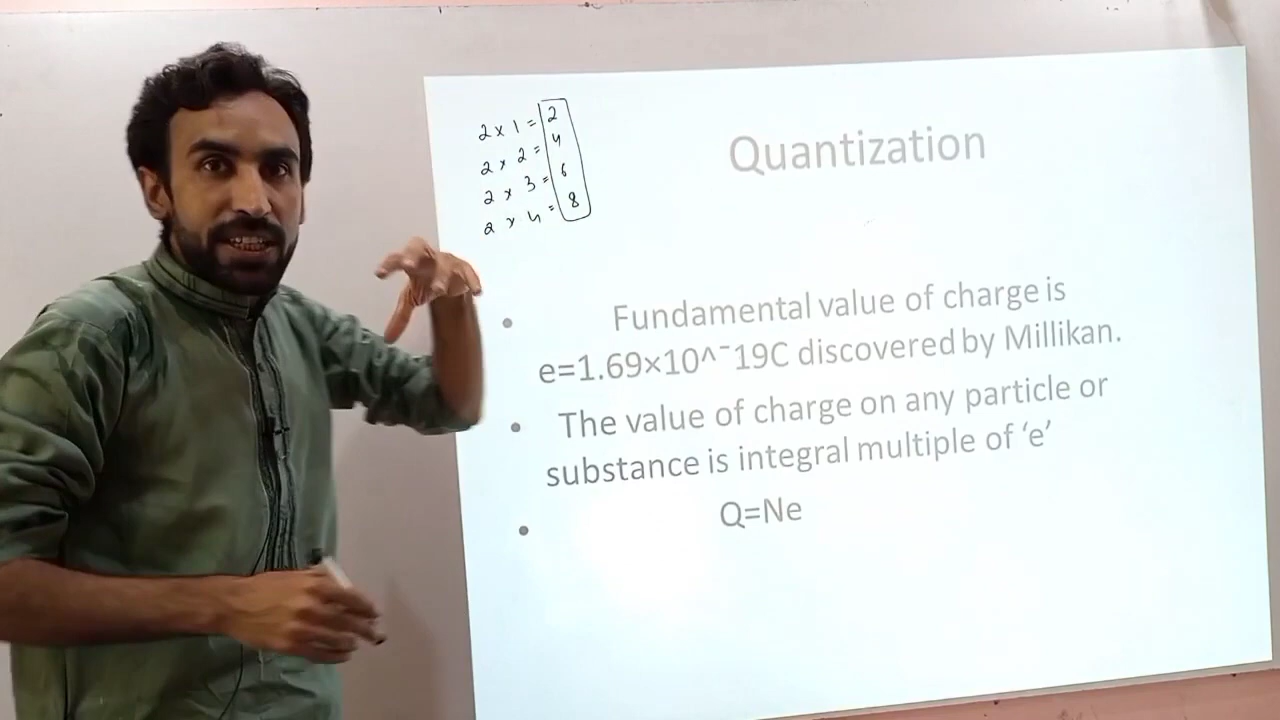 2 × 1 = 2
2 × 2 = 4
2 × 3 = 6
2 × 4 = 8
Quantization
• Fundamental value of charge is
e=1.69×10^⁻19C discovered by Millikan.
• The value of charge on any particle or
substance is integral multiple of ‘e’
• Q=Ne